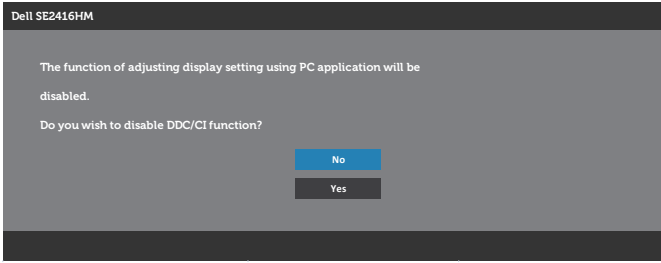 Dell SE2416HM
The function of adjusting display setting using PC application will be
disabled.
Do you wish to disable DDC/CI function?
No
Yes